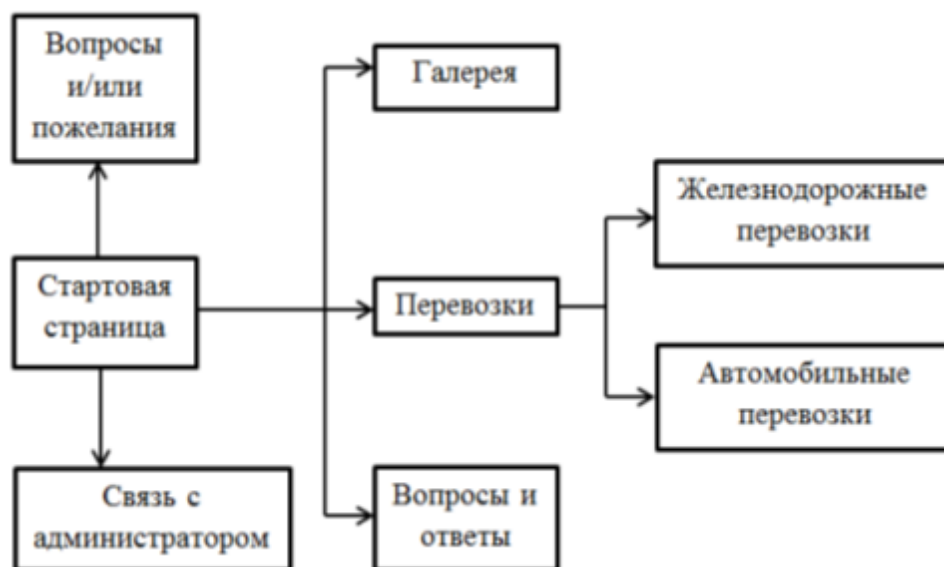 Вопросы
и/или
пожелания
Галерея
Железнодорожные
перевозки
Стартовая
страница
Перевозки
Автомобильные
перевозки
Связь с
администратором
Вопросы и
ответы